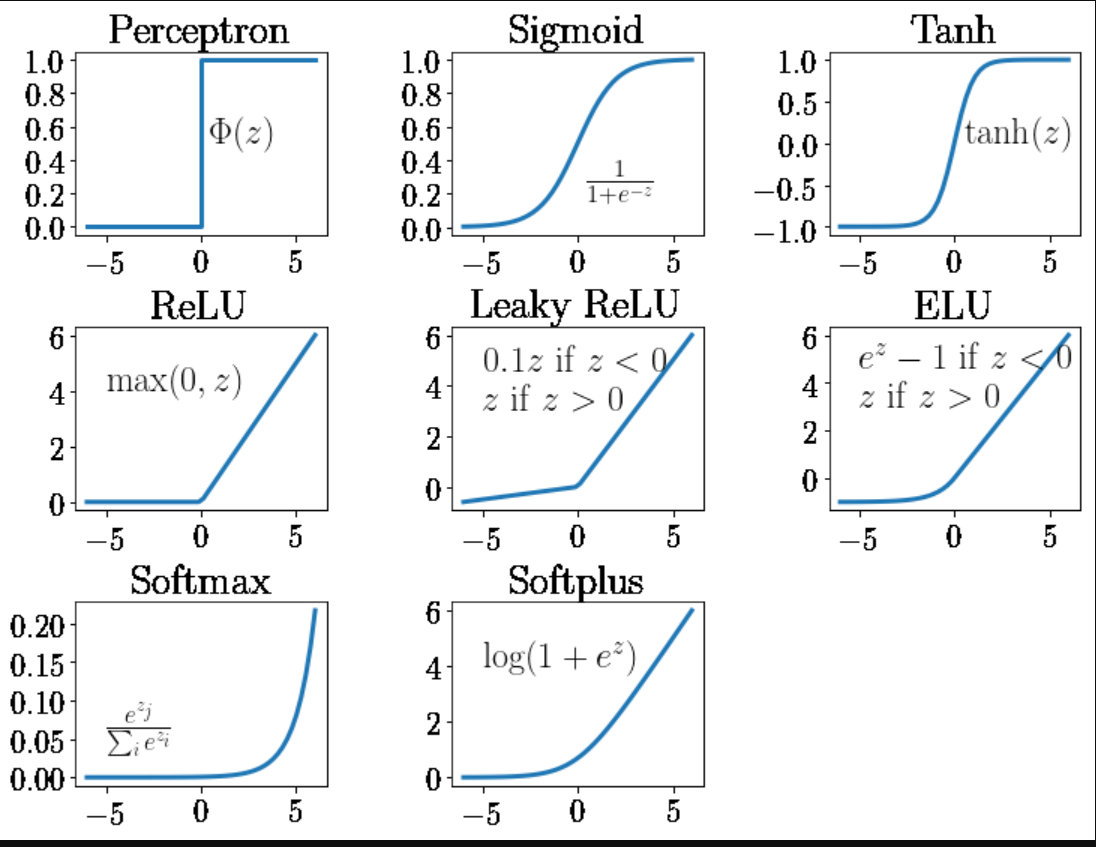 Perceptron
1.0
0.8
0.6
0.4
0.2
0.0
Φ(z)
−5 0 5
Sigmoid
1.0
0.8
0.6
0.4
0.2
0.0
1/(1+e^{−z})
−5 0 5
Tanh
1.0
0.5
0.0
−0.5
−1.0
tanh(z)
−5 0 5
ReLU
6
4
2
0
max(0, z)
−5 0 5
Leaky ReLU
6
4
2
0
0.1z if z < 0
z if z > 0
−5 0 5
ELU
6
4
2
0
e^z − 1 if z < 0
z if z > 0
−5 0 5
Softmax
0.20
0.15
0.10
0.05
0.00
e^{z_j}/∑_i e^{z_i}
−5 0 5
Softplus
6
4
2
0
log(1 + e^z)
−5 0 5